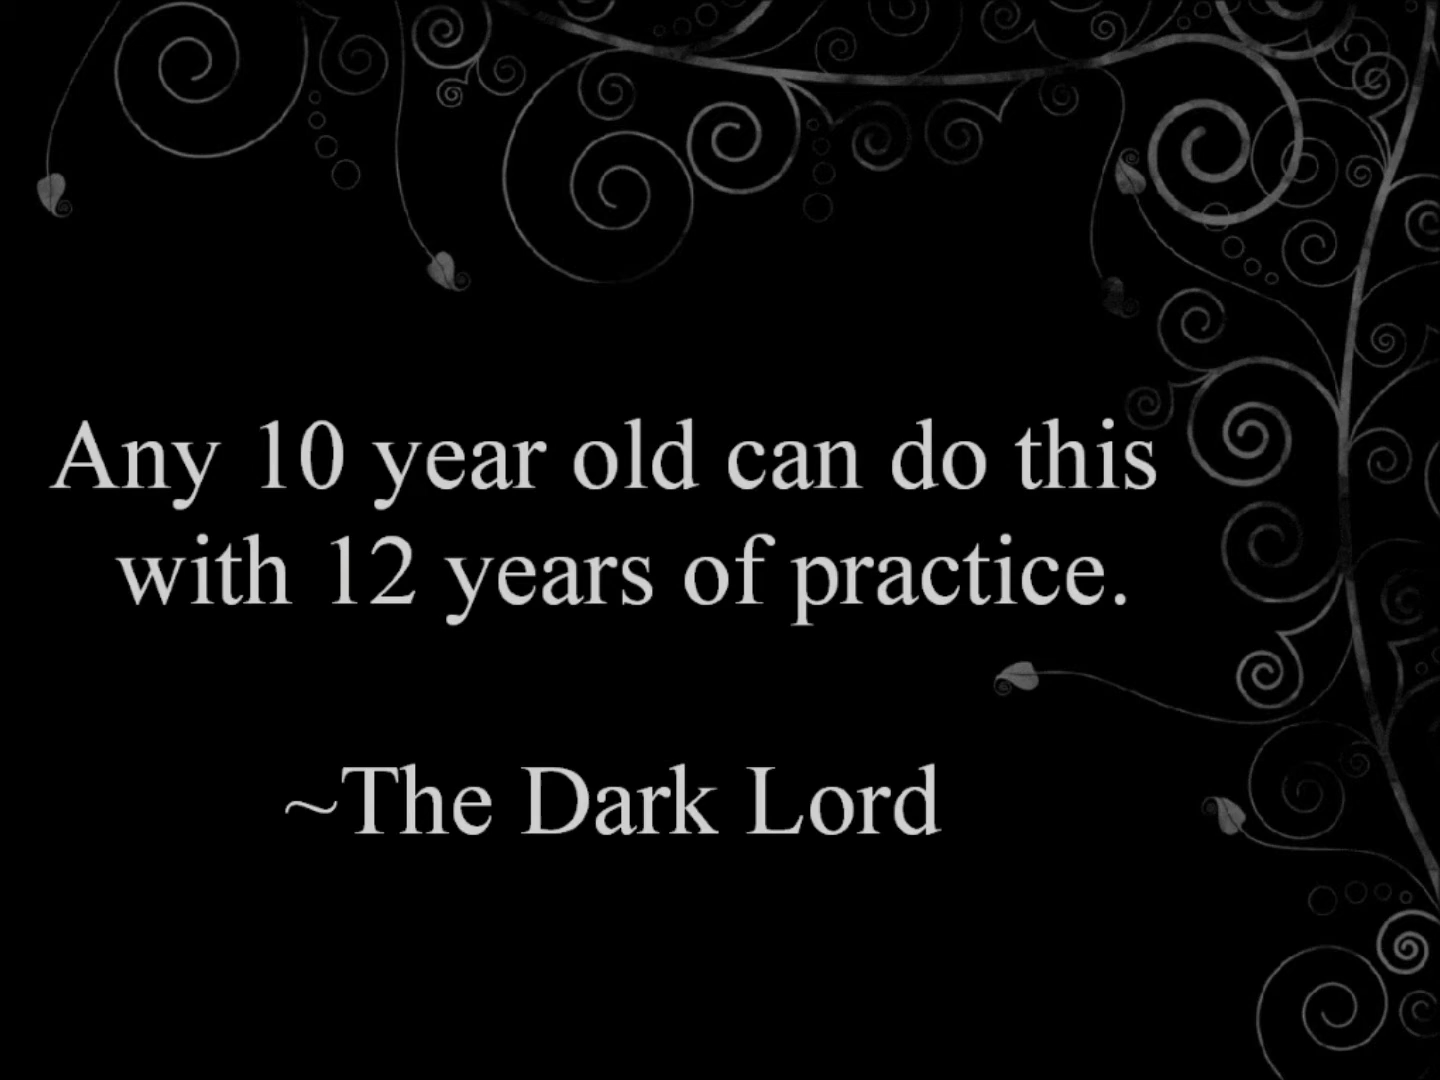 Any 10 year old can do this
with 12 years of practice.
~The Dark Lord